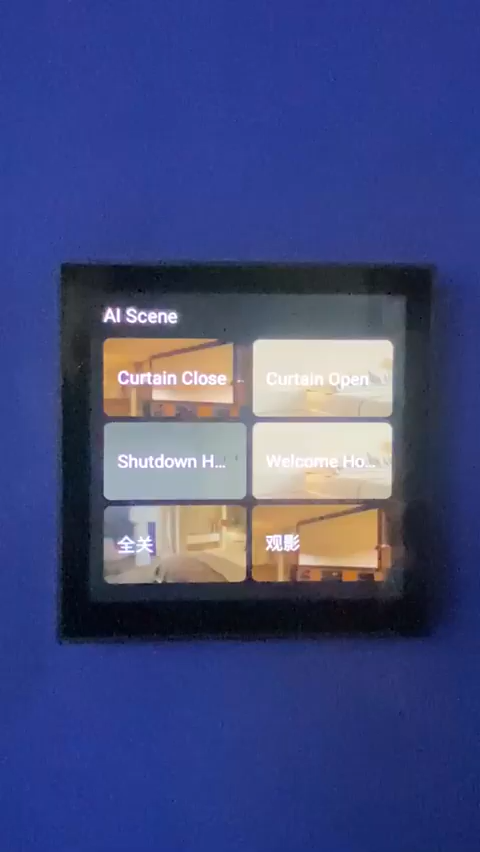 AI Scene
Curtain Close
Curtain Open
Shutdown H...
Welcome Ho...
全关
观影